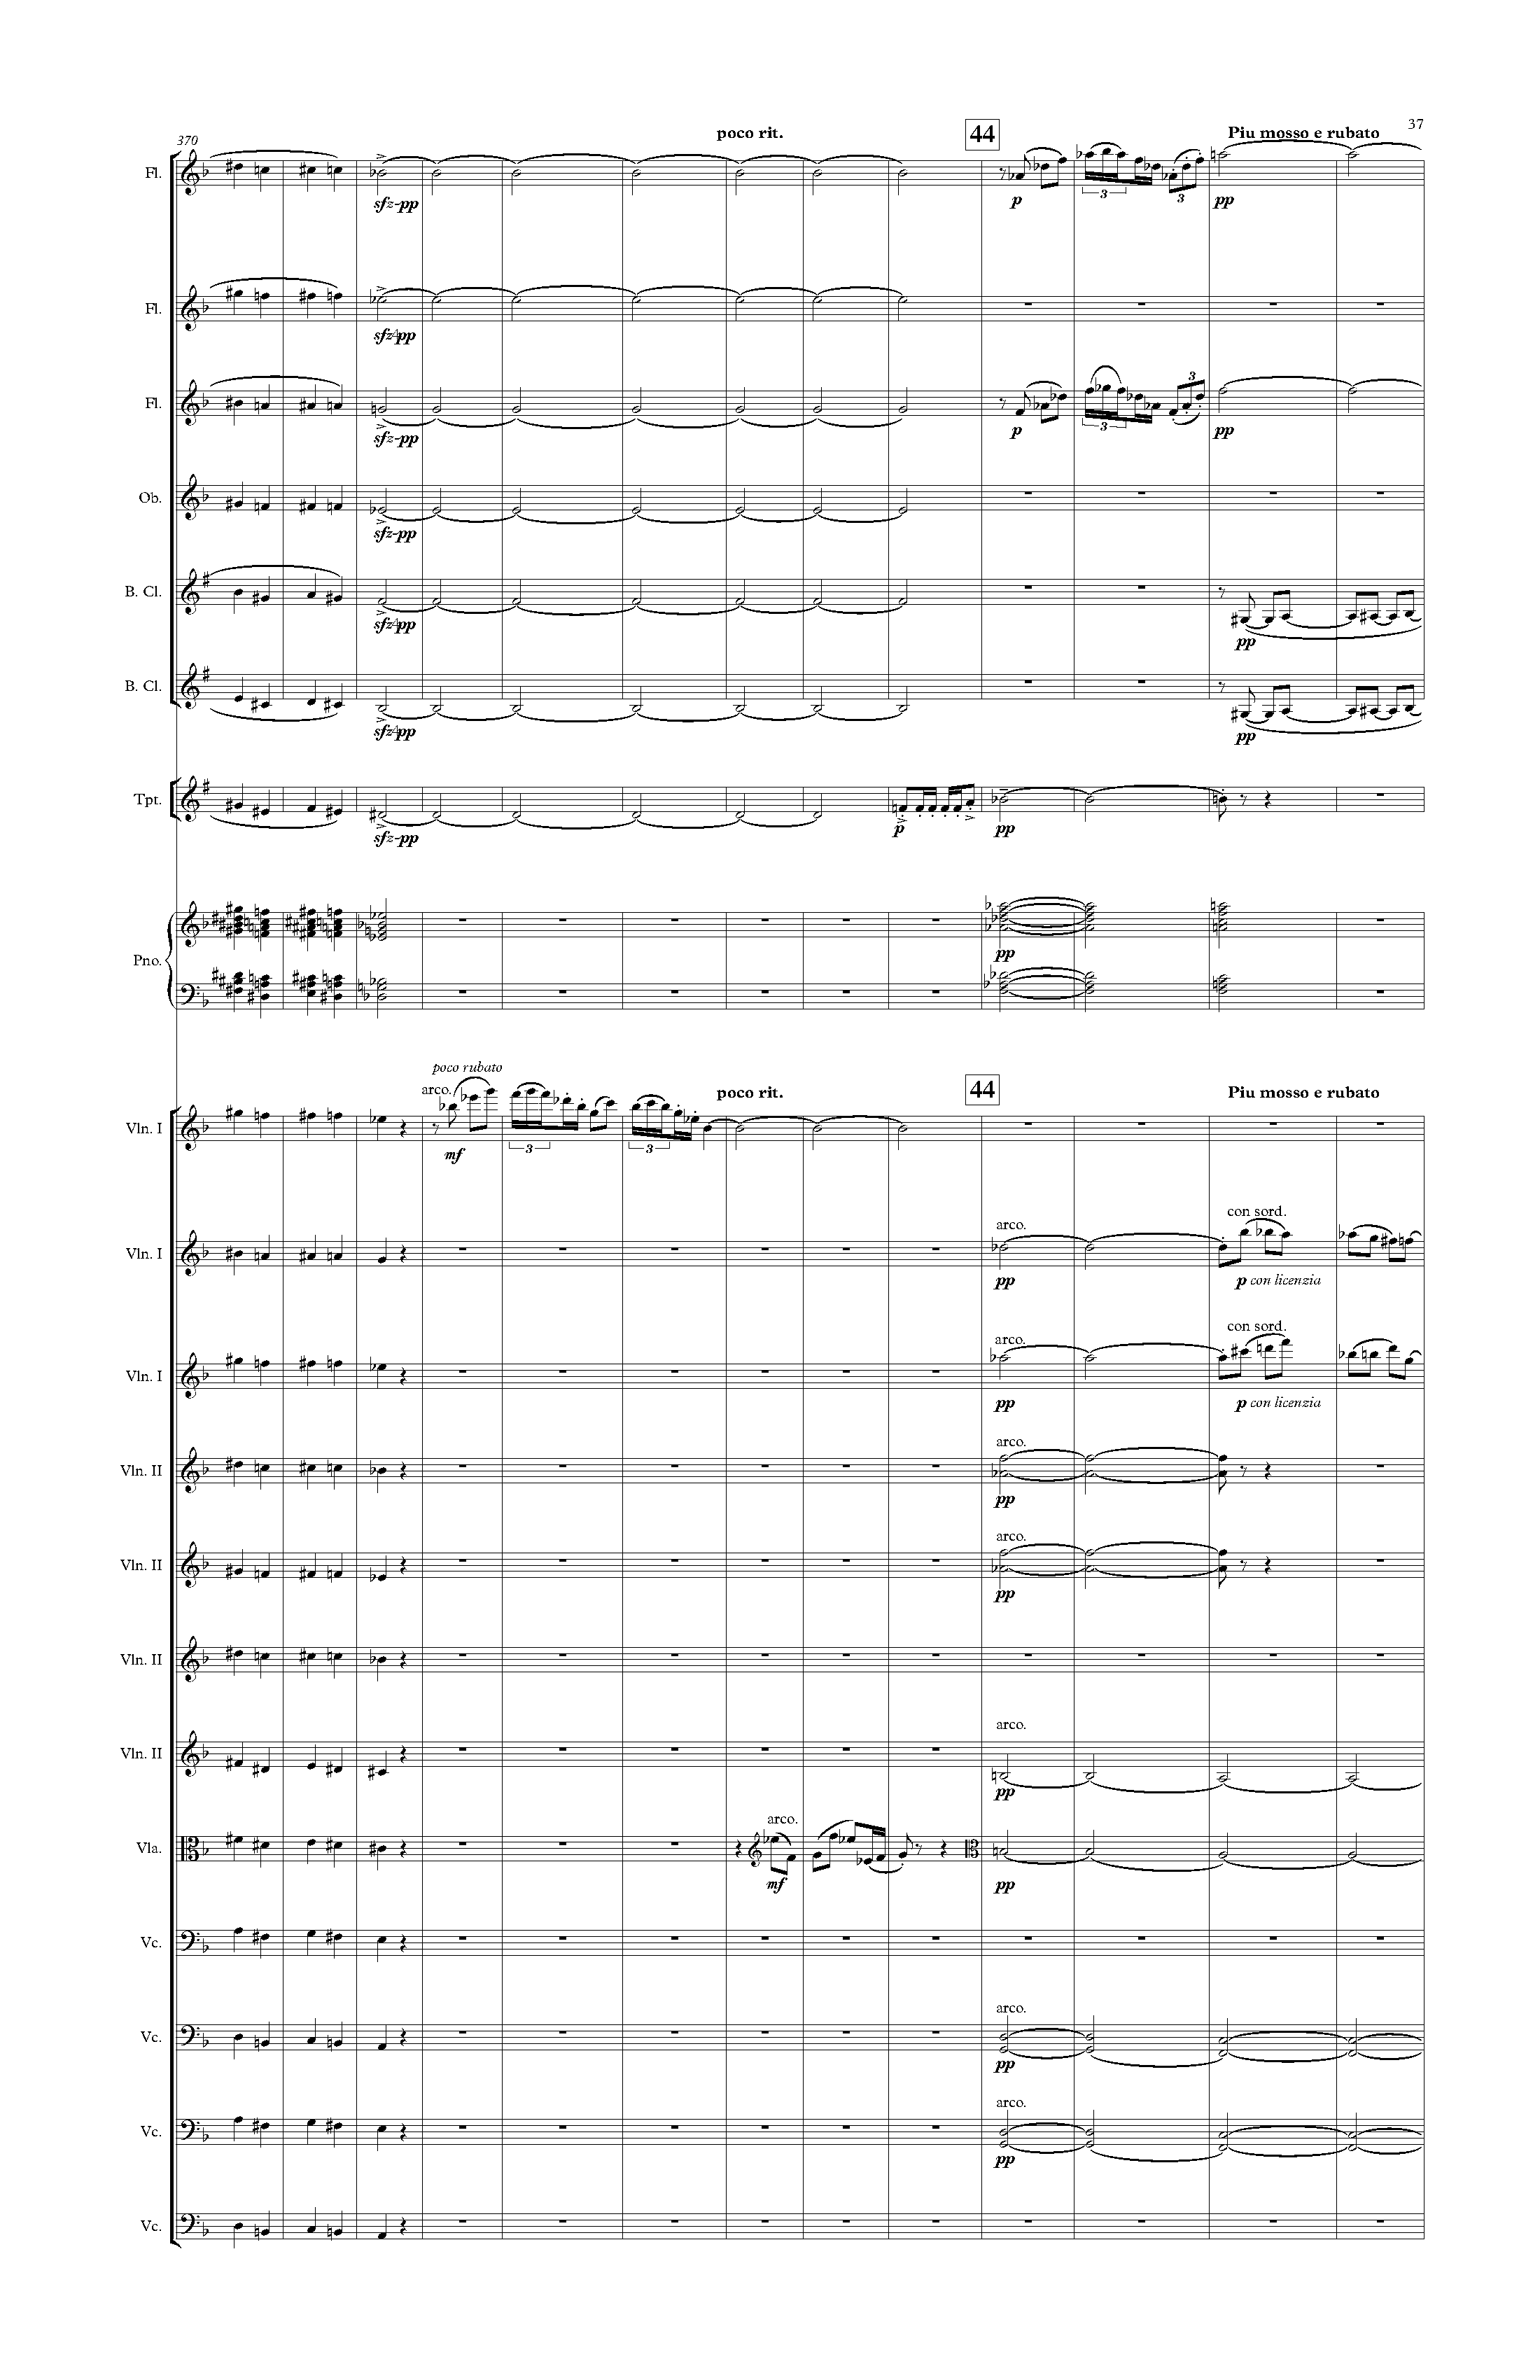 37
370
poco rit.
44
Piu mosso e rubato
Fl.
sfz-pp
p
3
3
pp
Fl.
sfz-pp
Fl.
sfz-pp
p
3
3
pp
Ob.
sfz-pp
B. Cl.
sfz-pp
pp
B. Cl.
sfz-pp
pp
Tpt.
sfz-pp
p
pp
Pno.
pp
poco rubato
arco.
poco rit.
44
Piu mosso e rubato
Vln. I
mf
3
3
arco.
con sord.
Vln. I
pp
p con licenzia
arco.
con sord.
Vln. I
pp
p con licenzia
arco.
Vln. II
pp
arco.
Vln. II
pp
Vln. II
arco.
Vln. II
pp
arco.
Vla.
mf
pp
Vc.
arco.
Vc.
pp
arco.
Vc.
pp
Vc.